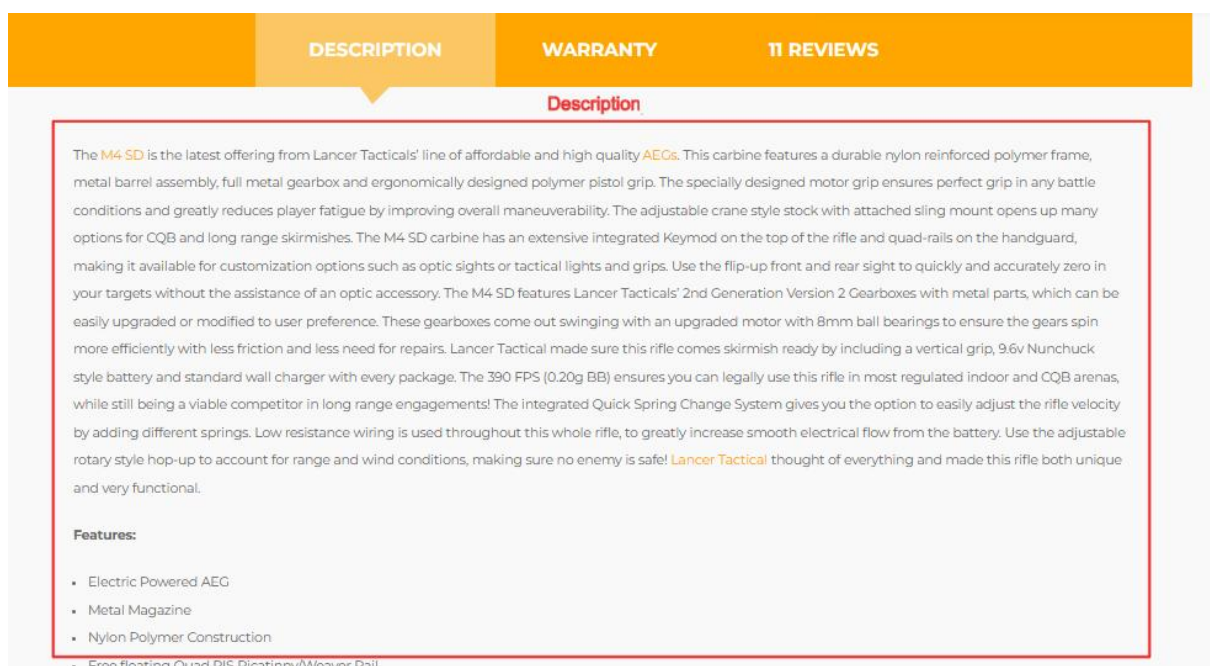 DESCRIPTION
WARRANTY
11 REVIEWS
Description
The M4 SD is the latest offering from Lancer Tacticals' line of affordable and high quality AEGs. This carbine features a durable nylon reinforced polymer frame,
metal barrel assembly, full metal gearbox and ergonomically designed polymer pistol grip. The specially designed motor grip ensures perfect grip in any battle
conditions and greatly reduces player fatigue by improving overall maneuverability. The adjustable crane style stock with attached sling mount opens up many
options for CQB and long range skirmishes. The M4 SD carbine has an extensive integrated Keymod on the top of the rifle and quad-rails on the handguard,
making it available for customization options such as optic sights or tactical lights and grips. Use the flip-up front and rear sight to quickly and accurately zero in
your targets without the assistance of an optic accessory. The M4 SD features Lancer Tacticals' 2nd Generation Version 2 Gearboxes with metal parts, which can be
easily upgraded or modified to user preference. These gearboxes come out swinging with an upgraded motor with 8mm ball bearings to ensure the gears spin
more efficiently with less friction and less need for repairs. Lancer Tactical made sure this rifle comes skirmish ready by including a vertical grip, 9.6v Nunchuck
style battery and standard wall charger with every package. The 390 FPS (0.20g BB) ensures you can legally use this rifle in most regulated indoor and CQB arenas,
while still being a viable competitor in long range engagements! The integrated Quick Spring Change System gives you the option to easily adjust the rifle velocity
by adding different springs. Low resistance wiring is used throughout this whole rifle, to greatly increase smooth electrical flow from the battery. Use the adjustable
rotary style hop-up to account for range and wind conditions, making sure no enemy is safe! Lancer Tactical thought of everything and made this rifle both unique
and very functional.
Features:
• Electric Powered AEG
• Metal Magazine
• Nylon Polymer Construction
• Free floating Quad RIS Picatinny/Weaver Rail